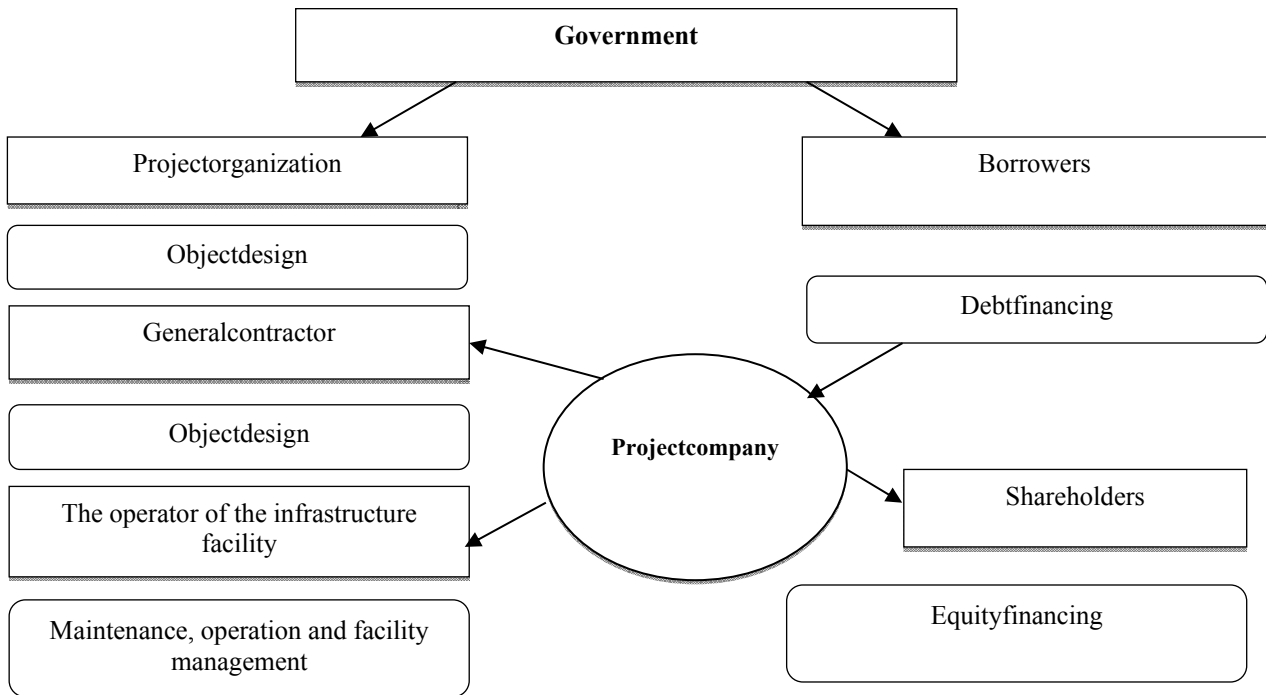 Government
Projectorganization
Borrowers
Objectdesign
Debtfinancing
Generalcontractor
Objectdesign
Projectcompany
The operator of the infrastructure
facility
Shareholders
Maintenance, operation and facility
management
Equityfinancing